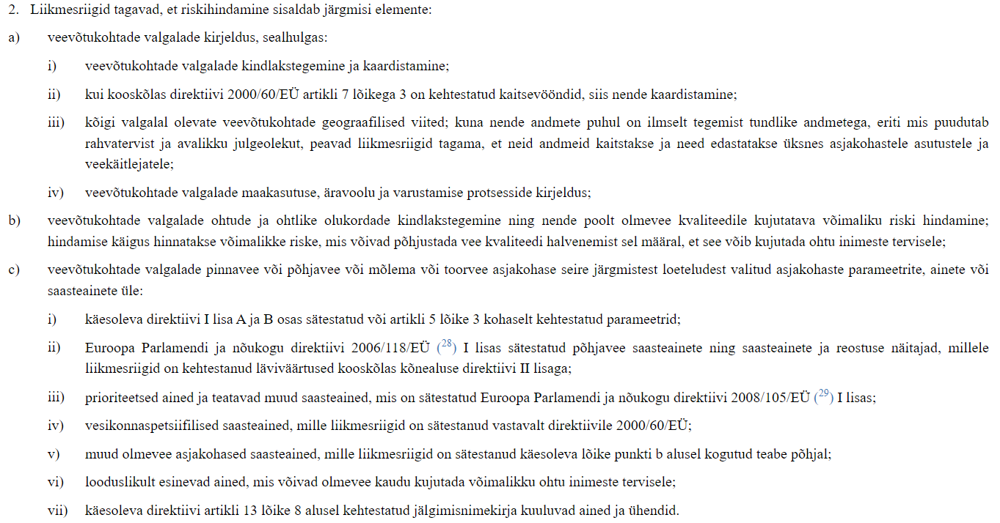 2. Liikmesriigid tagavad, et riskihindamine sisaldab järgmisi elemente:
a) veevõtukohtade valgalade kirjeldus, sealhulgas:
i) veevõtukohtade valgalade kindlakstegemine ja kaardistamine;
ii) kui kooskõlas direktiivi 2000/60/EÜ artikli 7 lõikega 3 on kehtestatud kaitsevööndid, siis nende kaardistamine;
iii) kõigi valgalal olevate veevõtukohtade geograafilised viited; kuna nende andmete puhul on ilmselt tegemist tundlike andmetega, eriti mis puudutab
rahvatervist ja avalikku julgeolekut, peavad liikmesriigid tagama, et neid andmeid kaitstakse ja need edastatakse üksnes asjakohastele asutustele ja
veekäitlejatele;
iv) veevõtukohtade valgalade maakasutuse, äravoolu ja varustamise protsesside kirjeldus;
b) veevõtukohtade valgalade ohtude ja ohtlike olukordade kindlakstegemine ning nende poolt olmevee kvaliteedile kujutatava võimaliku riski hindamine;
hindamise käigus hinnatakse võimalikke riske, mis võivad põhjustada vee kvaliteedi halvenemist sel määral, et see võib kujutada ohtu inimeste tervisele;
c) veevõtukohtade valgalade pinnavee või põhjavee või mõlema või toorvee asjakohase seire järgmistest loeteludest valitud asjakohaste parameetrite, ainete või
saasteainete üle:
i) käesoleva direktiivi I lisa A ja B osas sätestatud või artikli 5 lõike 3 kohaselt kehtestatud parameetrid;
ii) Euroopa Parlamendi ja nõukogu direktiivi 2006/118/EÜ (28) I lisas sätestatud põhjavee saasteainete ning saasteainete ja reostuse näitajad, millele
liikmesriigid on kehtestanud läviväärtused kooskõlas kõnealuse direktiivi II lisaga;
iii) prioriteetsed ained ja teatavad muud saasteained, mis on sätestatud Euroopa Parlamendi ja nõukogu direktiivi 2008/105/EÜ (29) I lisas;
iv) vesikonnaspetsiifilised saasteained, mille liikmesriigid on sätestanud vastavalt direktiivile 2000/60/EÜ;
v) muud olmevee asjakohased saasteained, mille liikmesriigid on sätestanud käesoleva lõike punkti b alusel kogutud teabe põhjal;
vi) looduslikult esinevad ained, mis võivad olmevee kaudu kujutada võimalikku ohtu inimeste tervisele;
vii) käesoleva direktiivi artikli 13 lõike 8 alusel kehtestatud jälgimisnimekirja kuuluvad ained ja ühendid.